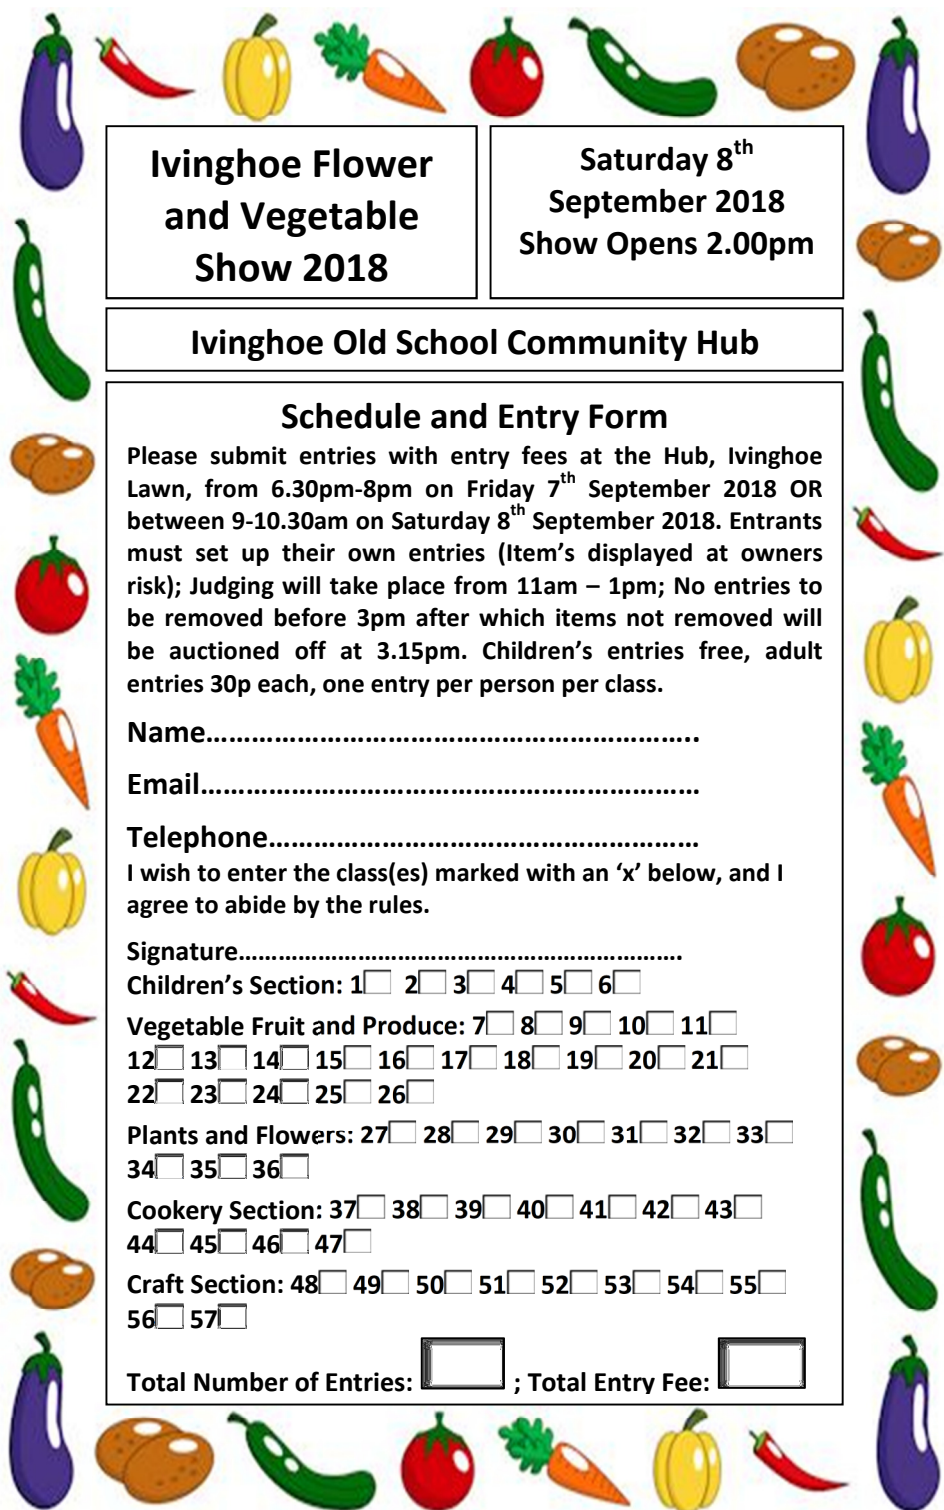 Ivinghoe Flower
and Vegetable
Show 2018
Saturday 8th
September 2018
Show Opens 2.00pm
Ivinghoe Old School Community Hub
Schedule and Entry Form
Please submit entries with entry fees at the Hub, Ivinghoe
Lawn, from 6.30pm-8pm on Friday 7th September 2018 OR
between 9-10.30am on Saturday 8th September 2018. Entrants
must set up their own entries (Item’s displayed at owners
risk); Judging will take place from 11am – 1pm; No entries to
be removed before 3pm after which items not removed will
be auctioned off at 3.15pm. Children’s entries free, adult
entries 30p each, one entry per person per class.
Name……………………………………………………….
Email…………………………………………………………
Telephone…………………………………………………
I wish to enter the class(es) marked with an ‘x’ below, and I
agree to abide by the rules.
Signature……………………………………………………………….
Children’s Section: 1 2 3 4 5 6
Vegetable Fruit and Produce: 7 8 9 10 11
12 13 14 15 16 17 18 19 20 21
22 23 24 25 26
Plants and Flowers: 27 28 29 30 31 32 33
34 35 36
Cookery Section: 37 38 39 40 41 42 43
44 45 46 47
Craft Section: 48 49 50 51 52 53 54 55
56 57
Total Number of Entries: ; Total Entry Fee: